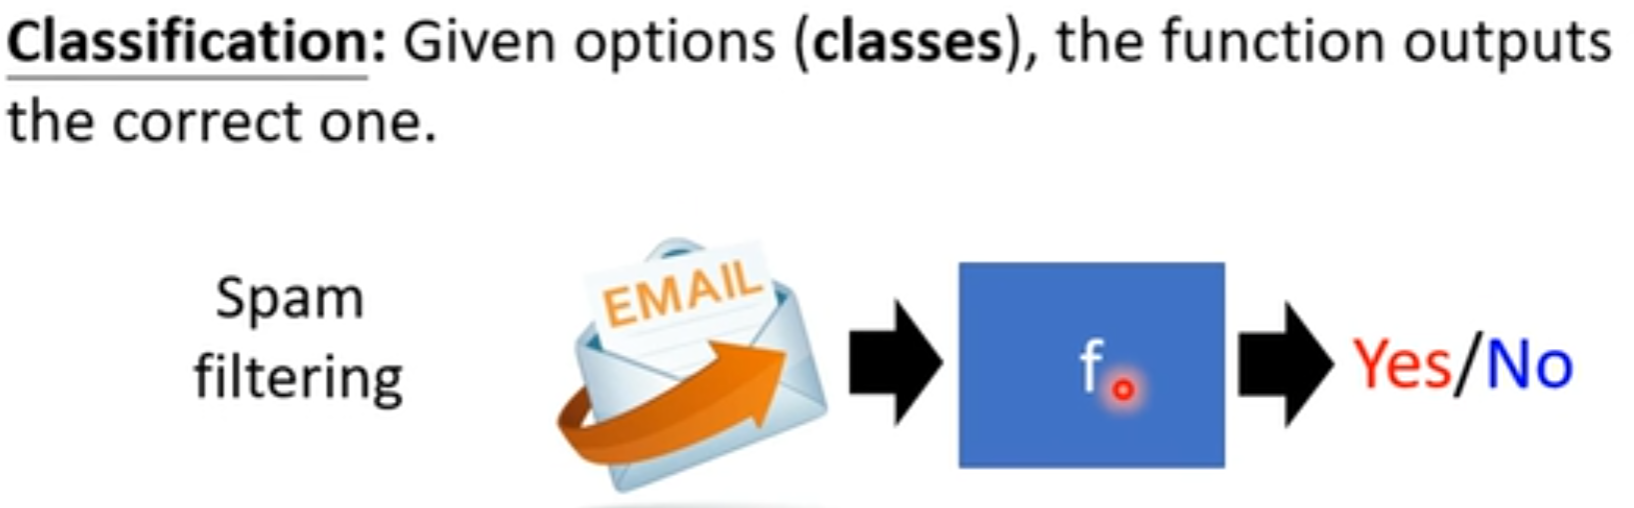 Classification: Given options (classes), the function outputs
the correct one.
Spam
filtering
EMAIL
f
Yes/No